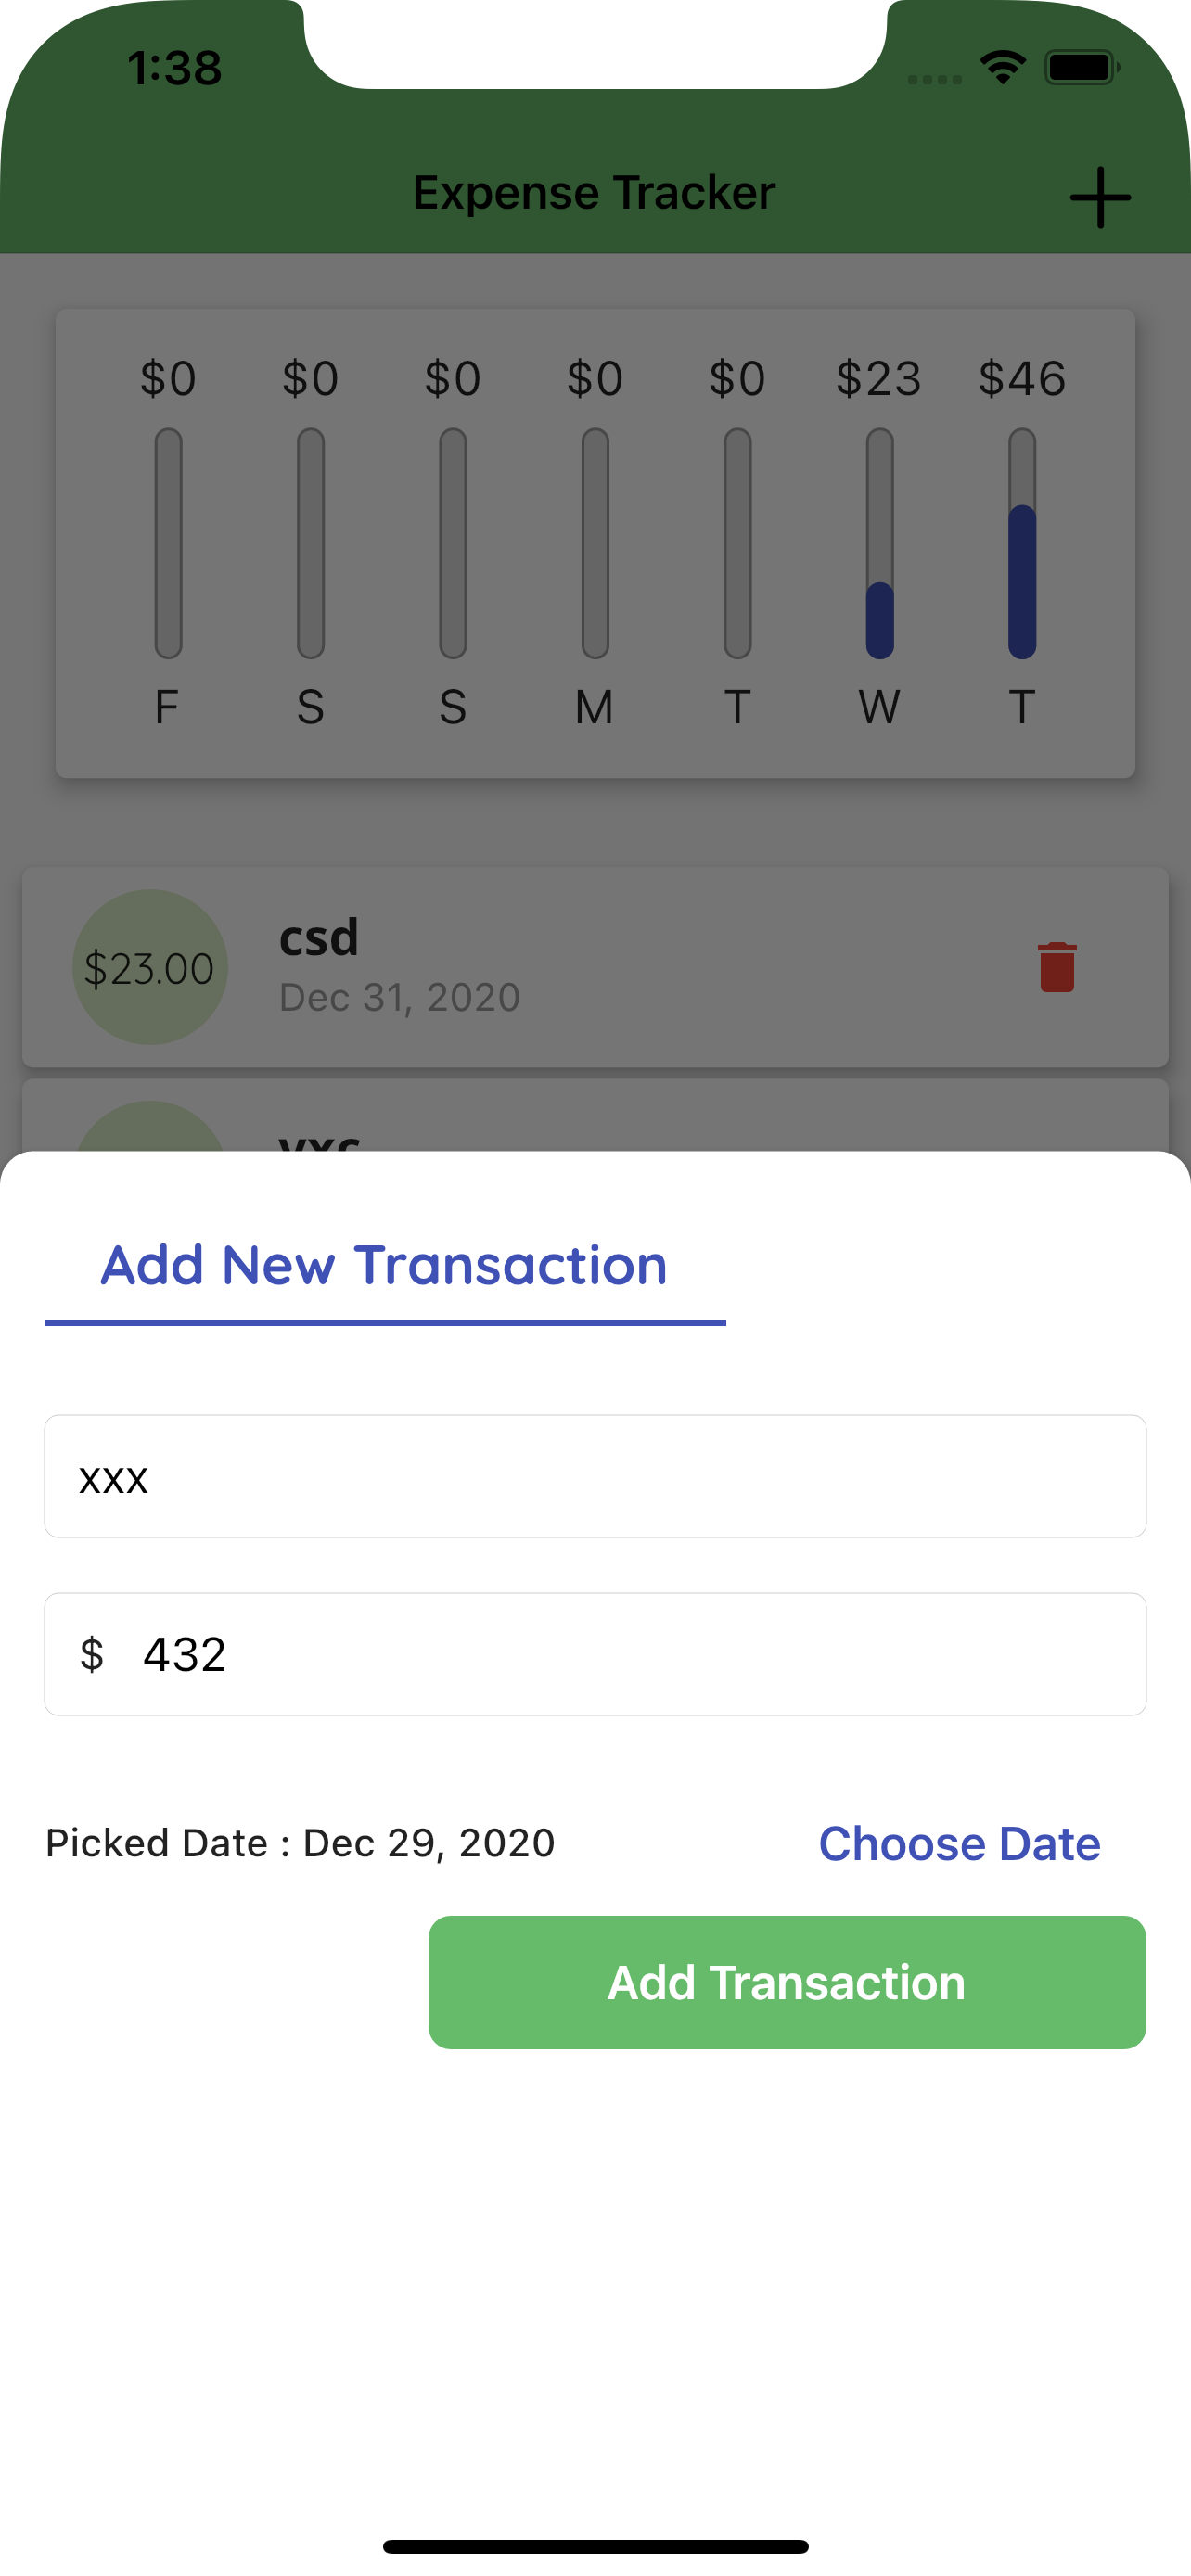 1:38
Expense Tracker
$0 $0 $0 $0 $0 $23 $46
F S S M T W T
csd
$23.00
Dec 31, 2020
Add New Transaction
xxx
$ 432
Picked Date : Dec 29, 2020 Choose Date
Add Transaction